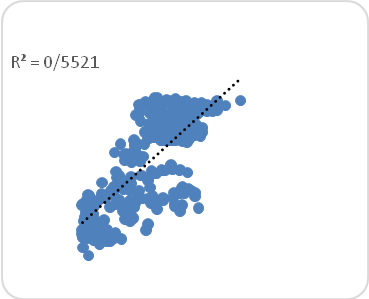 R² = 0/5521